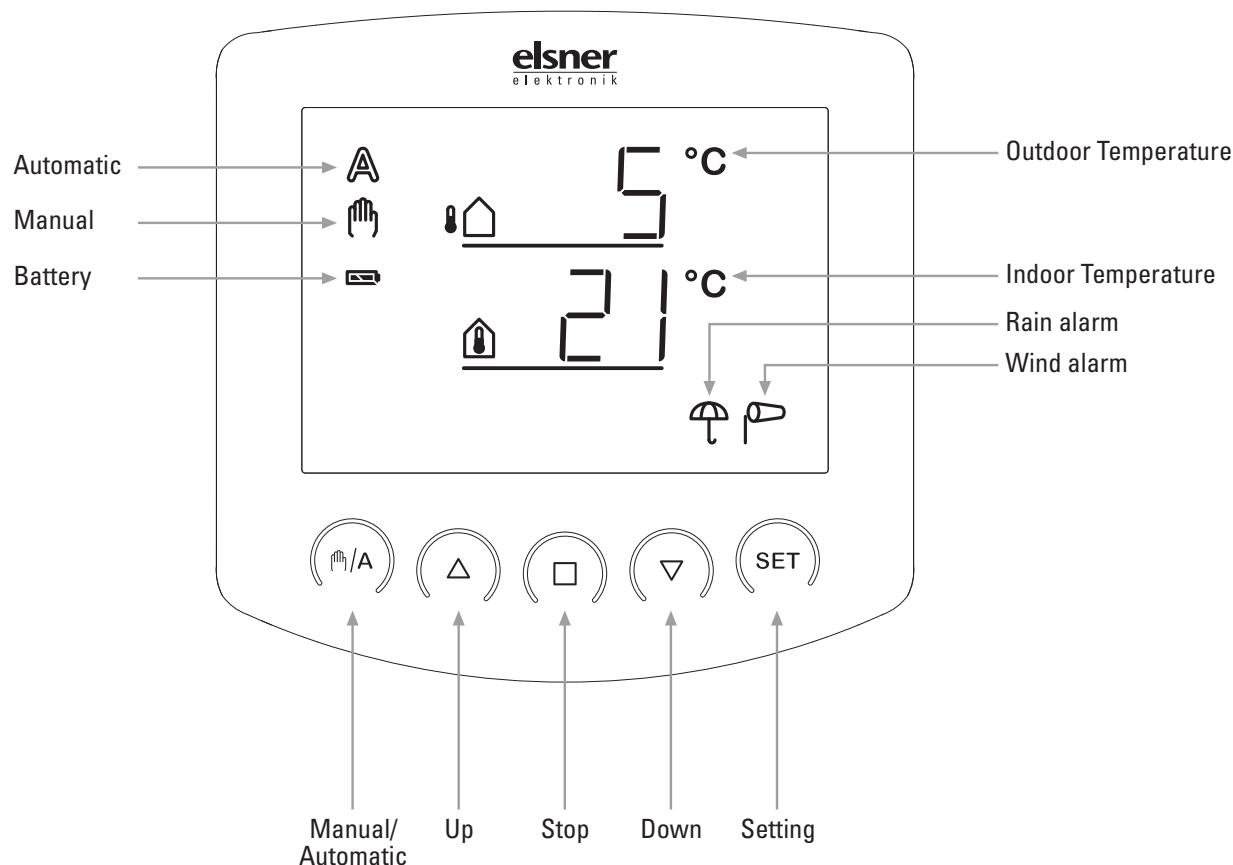 elsner
elektronik
Automatic
A
5 °C
Outdoor Temperature
Manual
Battery
21 °C
Indoor Temperature
Rain alarm
Wind alarm
/A
SET
Manual/
Automatic
Up
Stop
Down
Setting